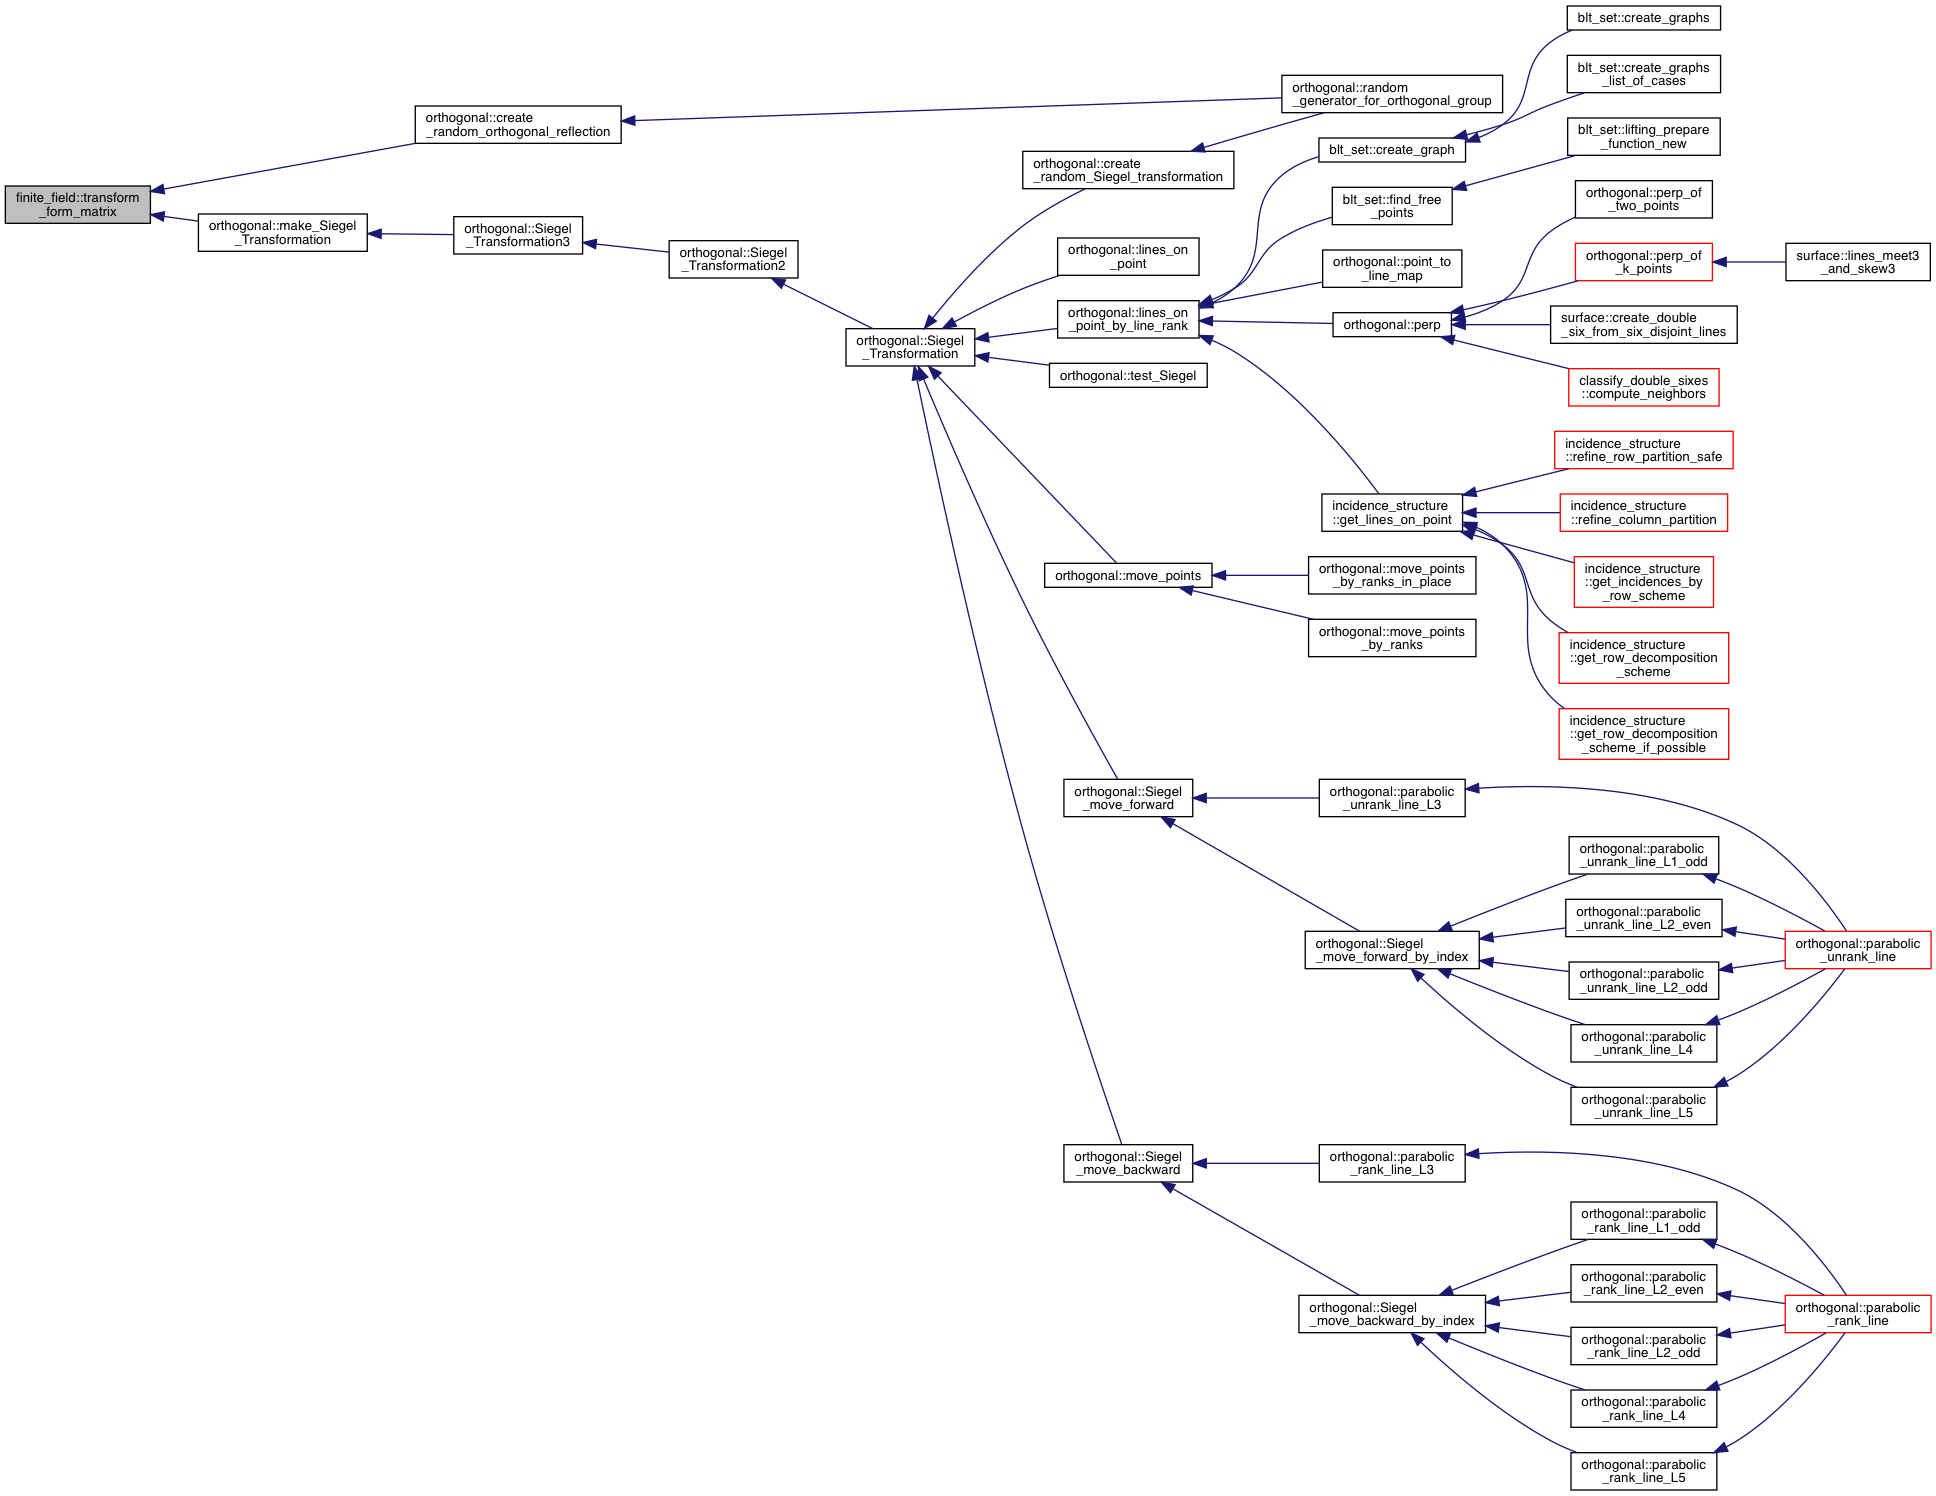 finite_field::transform
_form_matrix
orthogonal::create
_random_orthogonal_reflection
orthogonal::make_Siegel
_Transformation
orthogonal::Siegel
_Transformation3
orthogonal::Siegel
_Transformation2
orthogonal::Siegel
_Transformation
orthogonal::random
_generator_for_orthogonal_group
orthogonal::create
_random_Siegel_transformation
orthogonal::lines_on
_point
orthogonal::lines_on
_point_by_line_rank
orthogonal::test_Siegel
blt_set::create_graph
blt_set::find_free
_points
orthogonal::point_to
_line_map
orthogonal::perp
blt_set::create_graphs
blt_set::create_graphs
_list_of_cases
blt_set::lifting_prepare
_function_new
orthogonal::perp_of
_two_points
orthogonal::perp_of
_k_points
surface::lines_meet3
_and_skew3
surface::create_double
_six_from_six_disjoint_lines
classify_double_sixes
::compute_neighbors
incidence_structure
::get_lines_on_point
incidence_structure
::refine_row_partition_safe
incidence_structure
::refine_column_partition
incidence_structure
::get_incidences_by
_row_scheme
incidence_structure
::get_row_decomposition
_scheme
incidence_structure
::get_row_decomposition
_scheme_if_possible
orthogonal::move_points
orthogonal::move_points
_by_ranks_in_place
orthogonal::move_points
_by_ranks
orthogonal::Siegel
_move_forward
orthogonal::parabolic
_unrank_line_L3
orthogonal::Siegel
_move_forward_by_index
orthogonal::parabolic
_unrank_line_L1_odd
orthogonal::parabolic
_unrank_line_L2_even
orthogonal::parabolic
_unrank_line_L2_odd
orthogonal::parabolic
_unrank_line_L4
orthogonal::parabolic
_unrank_line_L5
orthogonal::parabolic
_unrank_line
orthogonal::Siegel
_move_backward
orthogonal::parabolic
_rank_line_L3
orthogonal::Siegel
_move_backward_by_index
orthogonal::parabolic
_rank_line_L1_odd
orthogonal::parabolic
_rank_line_L2_even
orthogonal::parabolic
_rank_line_L2_odd
orthogonal::parabolic
_rank_line_L4
orthogonal::parabolic
_rank_line_L5
orthogonal::parabolic
_rank_line